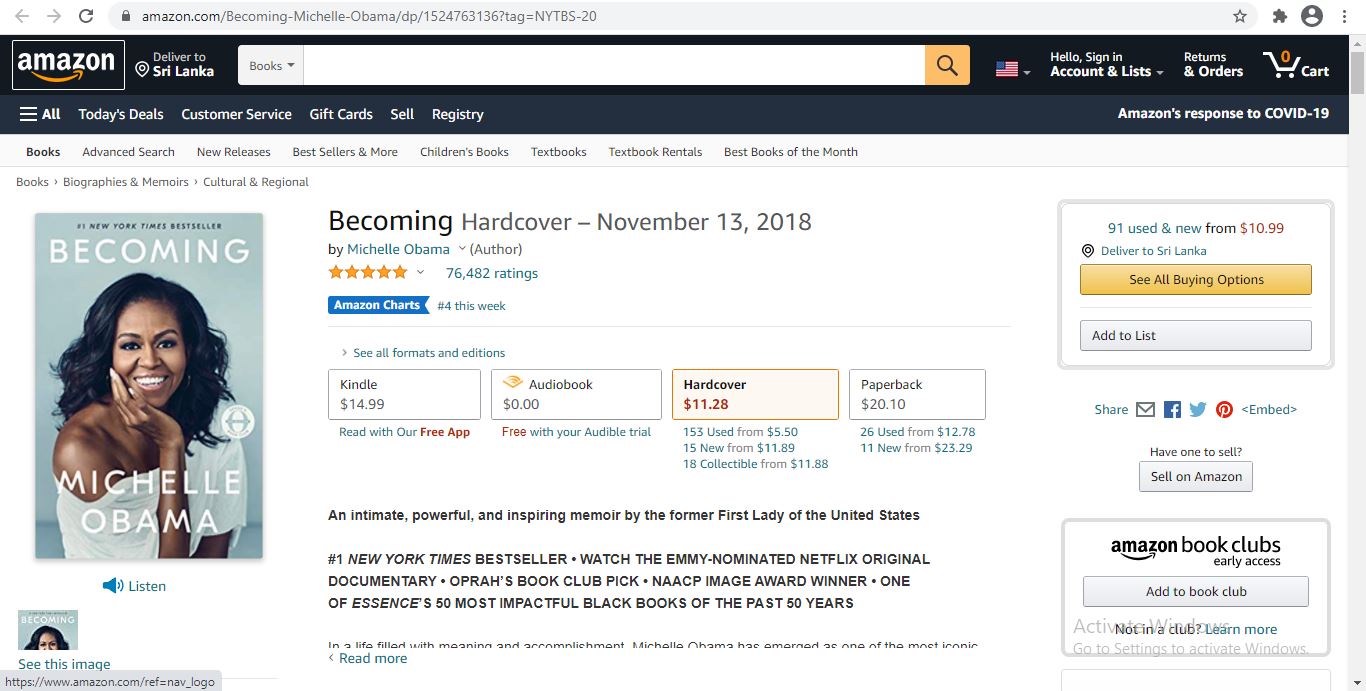 amazon.com/Becoming-Michelle-Obama/dp/1524763136?tag=NYTBS-20
amazon
Deliver to
Sri Lanka
Books
Hello, Sign in
Account & Lists
Returns
& Orders
0
Cart
All
Today's Deals
Customer Service
Gift Cards
Sell
Registry
Amazon's response to COVID-19
Books
Advanced Search
New Releases
Best Sellers & More
Children's Books
Textbooks
Textbook Rentals
Best Books of the Month
Books › Biographies & Memoirs › Cultural & Regional
#1 NEW YORK TIMES BESTSELLER
BECOMING
MICHELLE
OBAMA
Listen
BECOMING
See this image
https://www.amazon.com/ref=nav_logo
Becoming Hardcover – November 13, 2018
by Michelle Obama (Author)
76,482 ratings
Amazon Charts #4 this week
› See all formats and editions
Kindle
$14.99
Read with Our Free App
Audiobook
$0.00
Free with your Audible trial
Hardcover
$11.28
153 Used from $5.50
15 New from $11.89
18 Collectible from $11.88
Paperback
$20.10
26 Used from $12.78
11 New from $23.29
An intimate, powerful, and inspiring memoir by the former First Lady of the United States
#1 NEW YORK TIMES BESTSELLER • WATCH THE EMMY-NOMINATED NETFLIX ORIGINAL
DOCUMENTARY • OPRAH'S BOOK CLUB PICK • NAACP IMAGE AWARD WINNER • ONE
OF ESSENCE'S 50 MOST IMPACTFUL BLACK BOOKS OF THE PAST 50 YEARS
In a life filled with meaning and accomplishment, Michelle Obama has emerged as one of the most iconic
‹ Read more
91 used & new from $10.99
Deliver to Sri Lanka
See All Buying Options
Add to List
Share
<Embed>
Have one to sell?
Sell on Amazon
amazon book clubs
early access
Add to book club
Not in a club? Learn more
Activate Windows
Go to Settings to activate Windows.